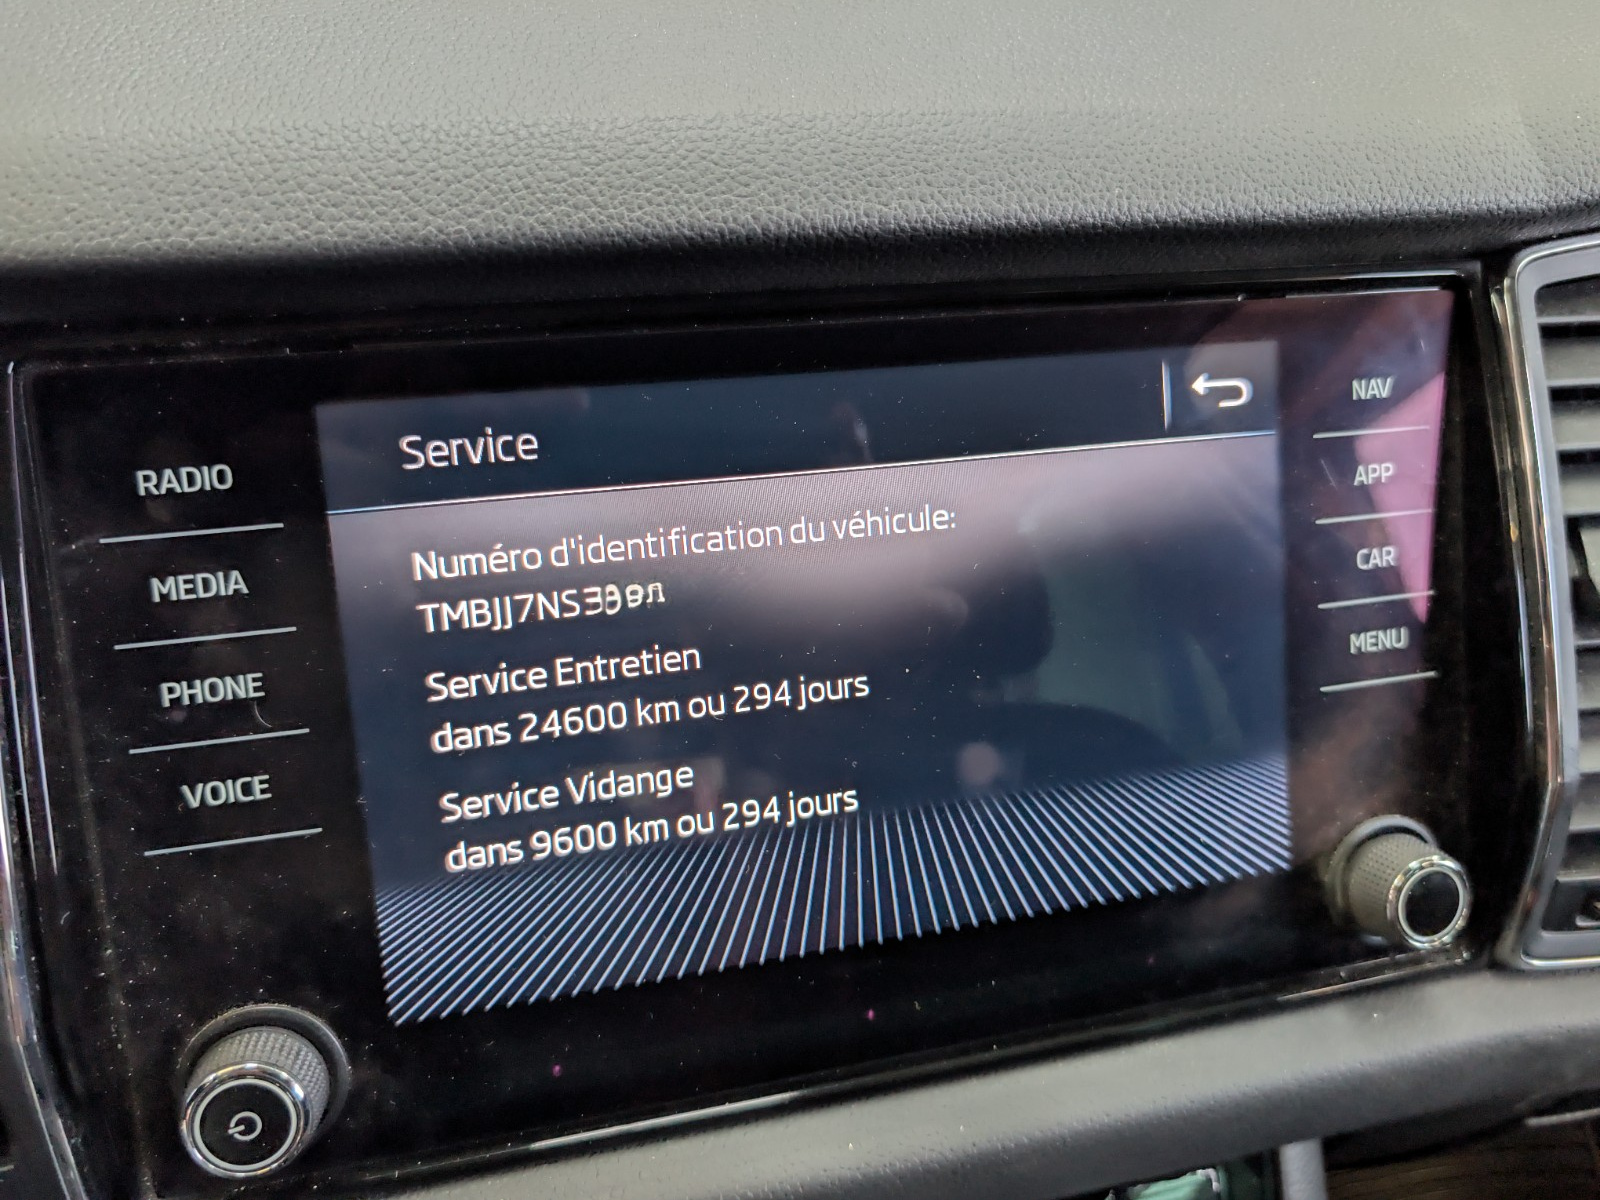 Service
Numéro d'identification du véhicule:
Service Entretien
dans 24600 km ou 294 jours
Service Vidange
dans 9600 km ou 294 jours
RADIO
MEDIA
PHONE
VOICE
NAV
APP
CAR
MENU